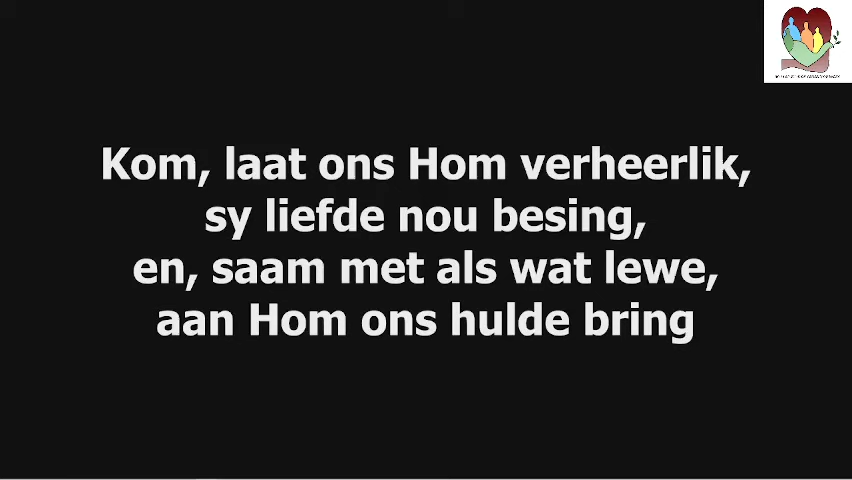 Kom, laat ons Hom verheerlik,
sy liefde nou besing,
en, saam met als wat lewe,
aan Hom ons hulde bring